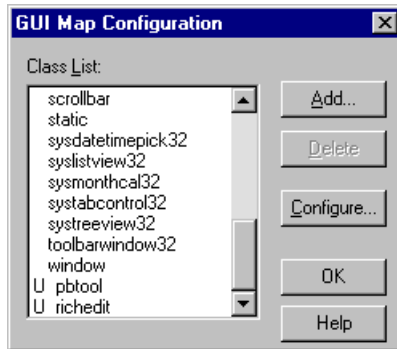 GUI Map Configuration
Class List:
scrollbar
static
sysdatetimepick32
syslistview32
sysmonthcal32
systabcontrol32
systreeview32
toolbarwindow32
window
U pbtool
U richedit
Add...
Delete
Configure...
OK
Help